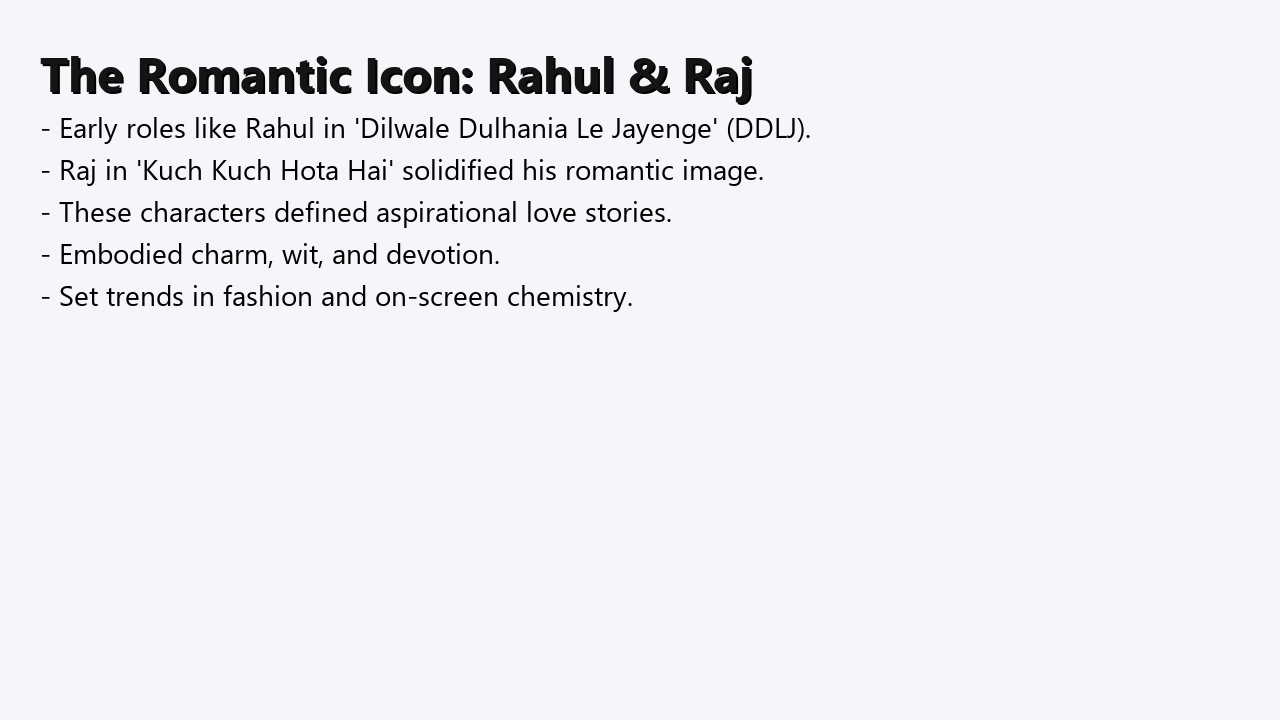 The Romantic Icon: Rahul & Raj
- Early roles like Rahul in 'Dilwale Dulhania Le Jayenge' (DDLJ).
- Raj in 'Kuch Kuch Hota Hai' solidified his romantic image.
- These characters defined aspirational love stories.
- Embodied charm, wit, and devotion.
- Set trends in fashion and on-screen chemistry.